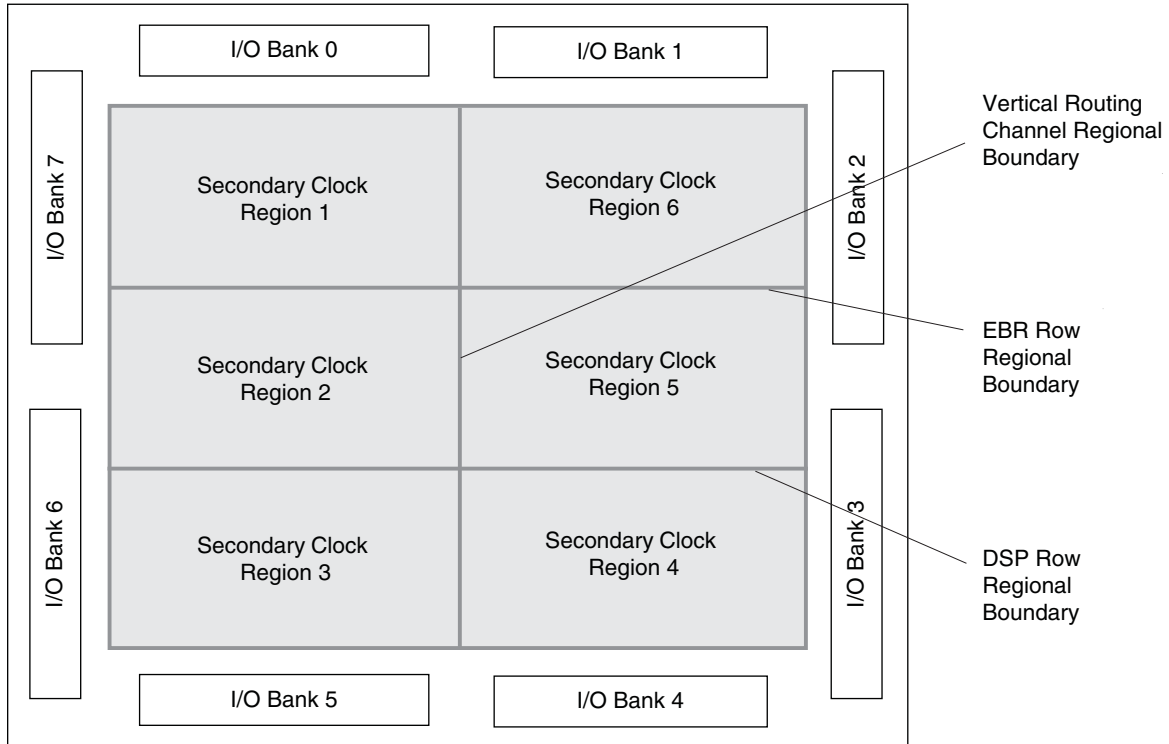 I/O Bank 0
I/O Bank 1
I/O Bank 7
I/O Bank 2
Vertical Routing
Channel Regional
Boundary
Secondary Clock
Region 1
Secondary Clock
Region 6
EBR Row
Regional
Boundary
Secondary Clock
Region 2
Secondary Clock
Region 5
I/O Bank 6
I/O Bank 3
Secondary Clock
Region 3
Secondary Clock
Region 4
DSP Row
Regional
Boundary
I/O Bank 5
I/O Bank 4